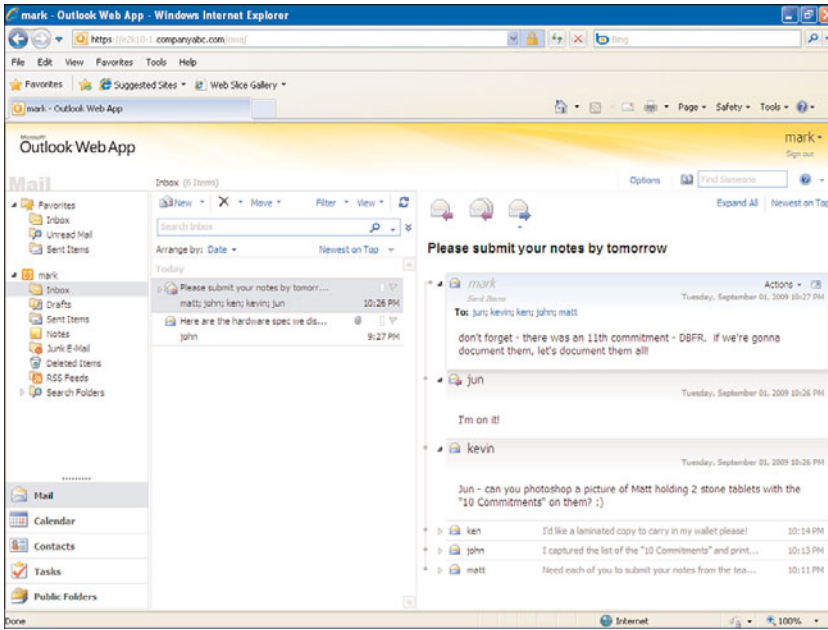 mark - Outlook Web App - Windows Internet Explorer
https://e2k10-1.companyabc.com/owa/
Bing
File Edit View Favorites Tools Help
Favorites Suggested Sites Web Slice Gallery
mark - Outlook Web App
Page Safety Tools
Microsoft
Outlook Web App
mark
Sign out
Mail
Inbox (6 Items)
Options
Find Someone
Favorites
Inbox
Unread Mail
Sent Items
mark
Inbox
Drafts
Sent Items
Notes
Junk E-Mail
Deleted Items
RSS Feeds
Search Folders
Mail
Calendar
Contacts
Tasks
Public Folders
New Move Filter View
Search Inbox
Arrange by: Date Newest on Top
Today
Please submit your notes by tomorr...
matt; john; ken; kevin; jun 10:26 PM
Here are the hardware spec we dis...
john 9:27 PM
Expand All Newest on Top
Please submit your notes by tomorrow
mark Actions
Sent Items Tuesday, September 01, 2009 10:27 PM
To: jun; kevin; ken; john; matt
don't forget - there was an 11th commitment - DBFR. if we're gonna
document them, let's document them all!
jun
Tuesday, September 01, 2009 10:26 PM
I'm on it!
kevin
Tuesday, September 01, 2009 10:26 PM
Jun - can you photoshop a picture of Matt holding 2 stone tablets with the
"10 Commitments" on them? :)
ken I'd like a laminated copy to carry in my wallet please! 10:14 PM
john I captured the list of the "10 Commitments" and print... 10:13 PM
matt Need each of you to submit your notes from the tea... 10:11 PM
Done Internet 100%